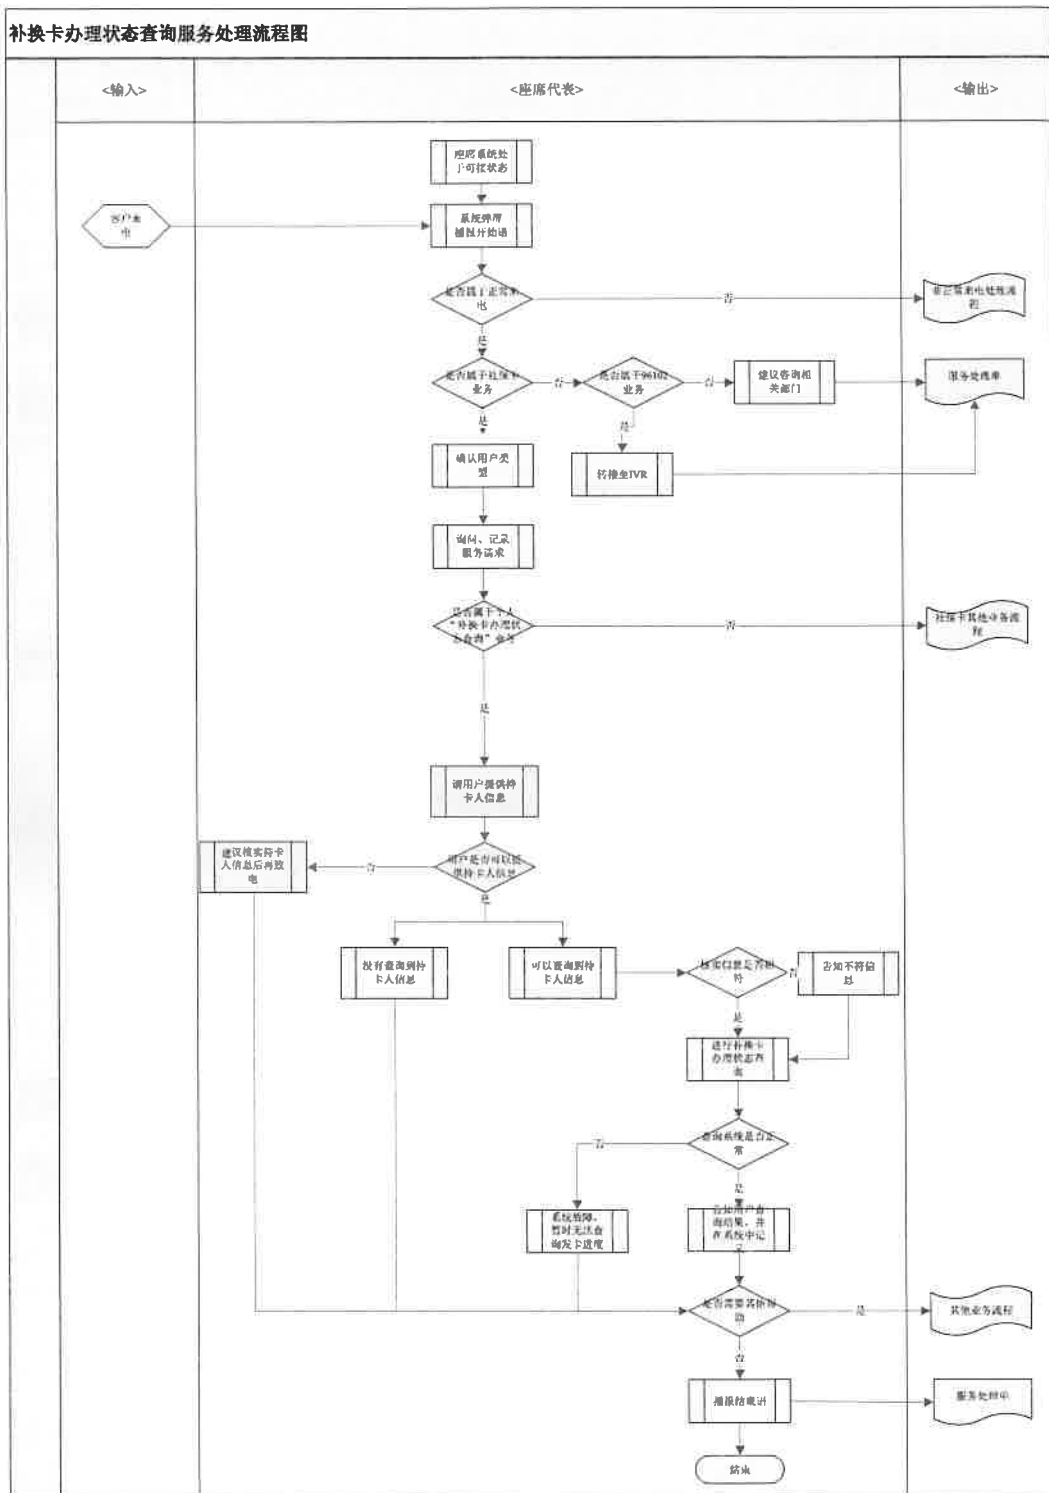 补换卡办理状态查询服务处理流程图
<输入>
<座席代表>
<输出>
座席系统处
于可接状态
客户来
电
系统弹屏
播报开始语
是否属于正常来
电
否
非正常来电处理流
程
是
是否属于社保卡
业务
否
是否属于96102
业务
否
建议咨询相
关部门
服务处理单
是
是
确认用户类
型
转接至IVR
询问、记录
服务请求
是否属于个人
“补换卡办理状
态查询”业务
否
社保卡其他业务流
程
是
请用户提供持
卡人信息
建议核实持卡
人信息后再致
电
否
用户是否可以提
供持卡人信息
是
没有查询到持
卡人信息
可以查询到持
卡人信息
核实信息是否相
符
否
告知不符信
息
是
进行补换卡
办理状态查
询
查询系统是否正
常
否
是
系统故障，
暂时无法查
询发卡进度
告知用户查
询结果，并
在系统中记
录
是否需要其他帮
助
是
其他业务流程
否
播报结束语
服务处理单
结束